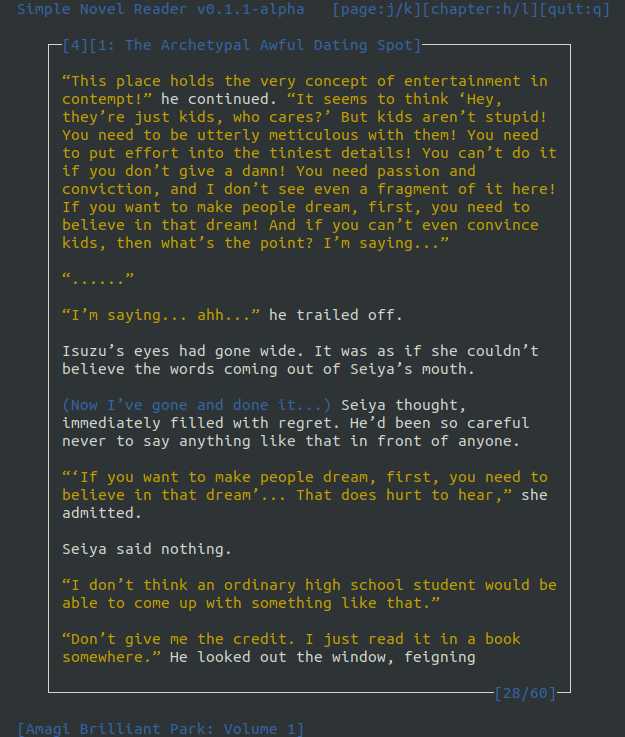 Simple Novel Reader v0.1.1-alpha [page:j/k][chapter:h/l][quit:q]
[4][1: The Archetypal Awful Dating Spot]
“This place holds the very concept of entertainment in
contempt!” he continued. “It seems to think ‘Hey,
they’re just kids, who cares?’ But kids aren’t stupid!
You need to be utterly meticulous with them! You need
to put effort into the tiniest details! You can’t do it
if you don’t give a damn! You need passion and
conviction, and I don’t see even a fragment of it here!
If you want to make people dream, first, you need to
believe in that dream! And if you can’t even convince
kids, then what’s the point? I’m saying...”
“......”
“I’m saying... ahh...” he trailed off.
Isuzu’s eyes had gone wide. It was as if she couldn’t
believe the words coming out of Seiya’s mouth.
(Now I’ve gone and done it...) Seiya thought,
immediately filled with regret. He’d been so careful
never to say anything like that in front of anyone.
“‘If you want to make people dream, first, you need to
believe in that dream’... That does hurt to hear,” she
admitted.
Seiya said nothing.
“I don’t think an ordinary high school student would be
able to come up with something like that.”
“Don’t give me the credit. I just read it in a book
somewhere.” He looked out the window, feigning
[28/60]
[Amagi Brilliant Park: Volume 1]